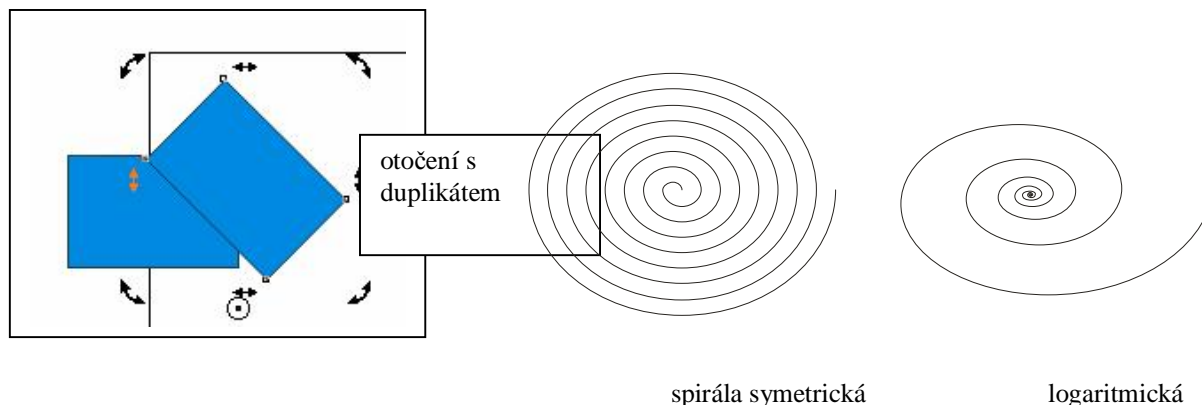 otočení s
duplikátem
spirála symetrická
logaritmická